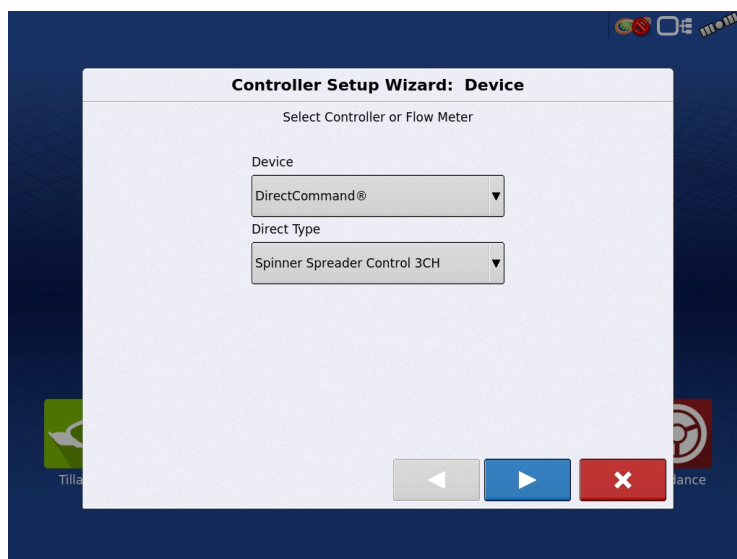 Controller Setup Wizard: Device
Select Controller or Flow Meter
Device
DirectCommand®
Direct Type
Spinner Spreader Control 3CH
Tilla
dance